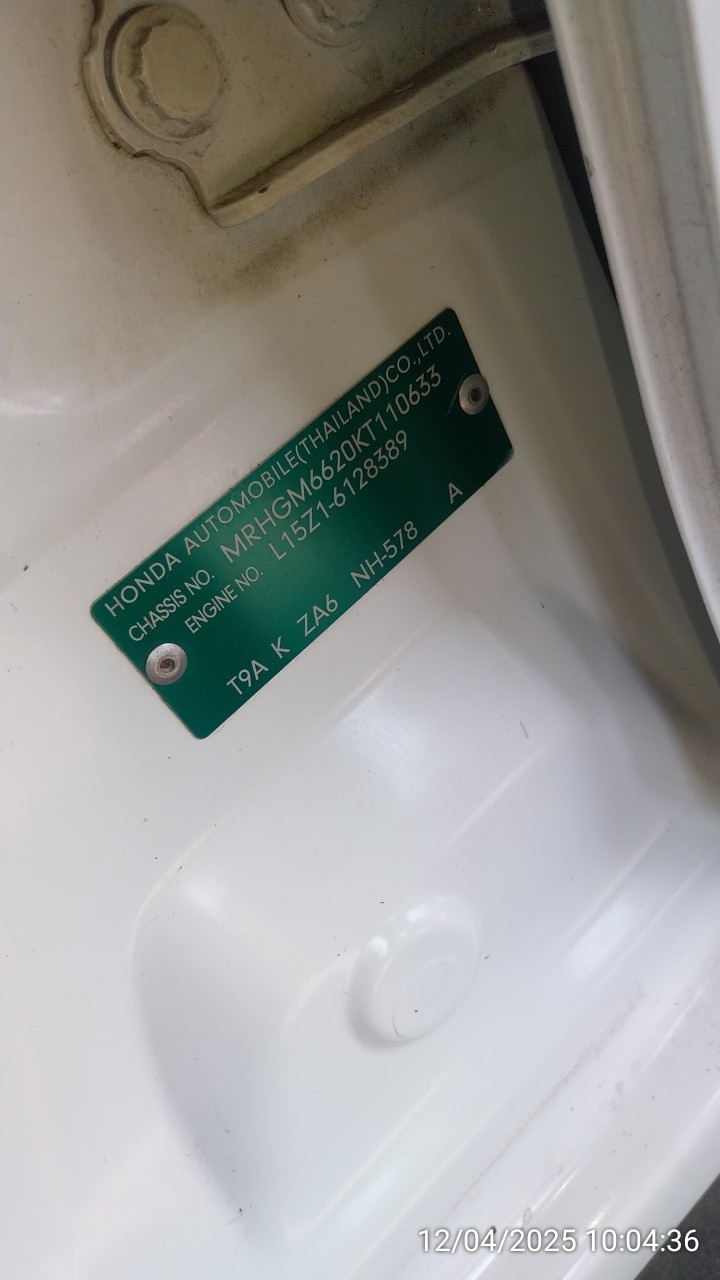 HONDA AUTOMOBILE(THAILAND)CO.,LTD.
CHASSIS NO. MRHGM6620KT110633
ENGINE NO. L15Z1-6128389
T9A K ZA6 NH-578 A
12/04/2025 10:04:36